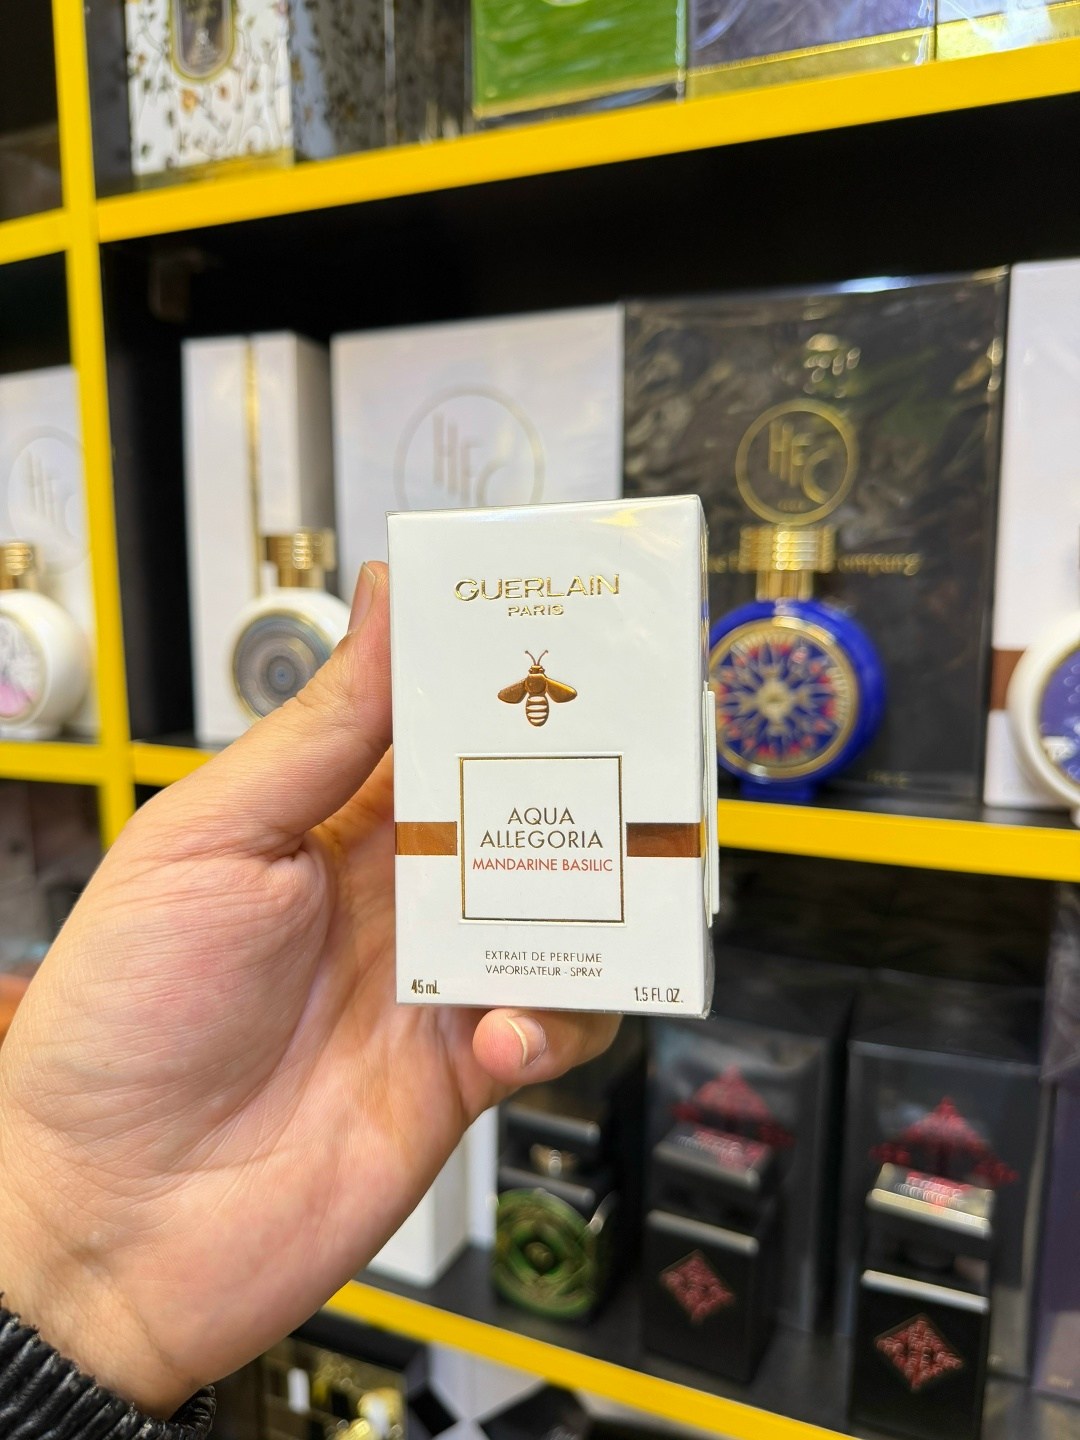 HFC
HFC
HFC
GUERLAIN
PARIS
AQUA
ALLEGORIA
MANDARINE BASILIC
EXTRAIT DE PERFUME
VAPORISATEUR - SPRAY
45 mL
1.5 FL.OZ.